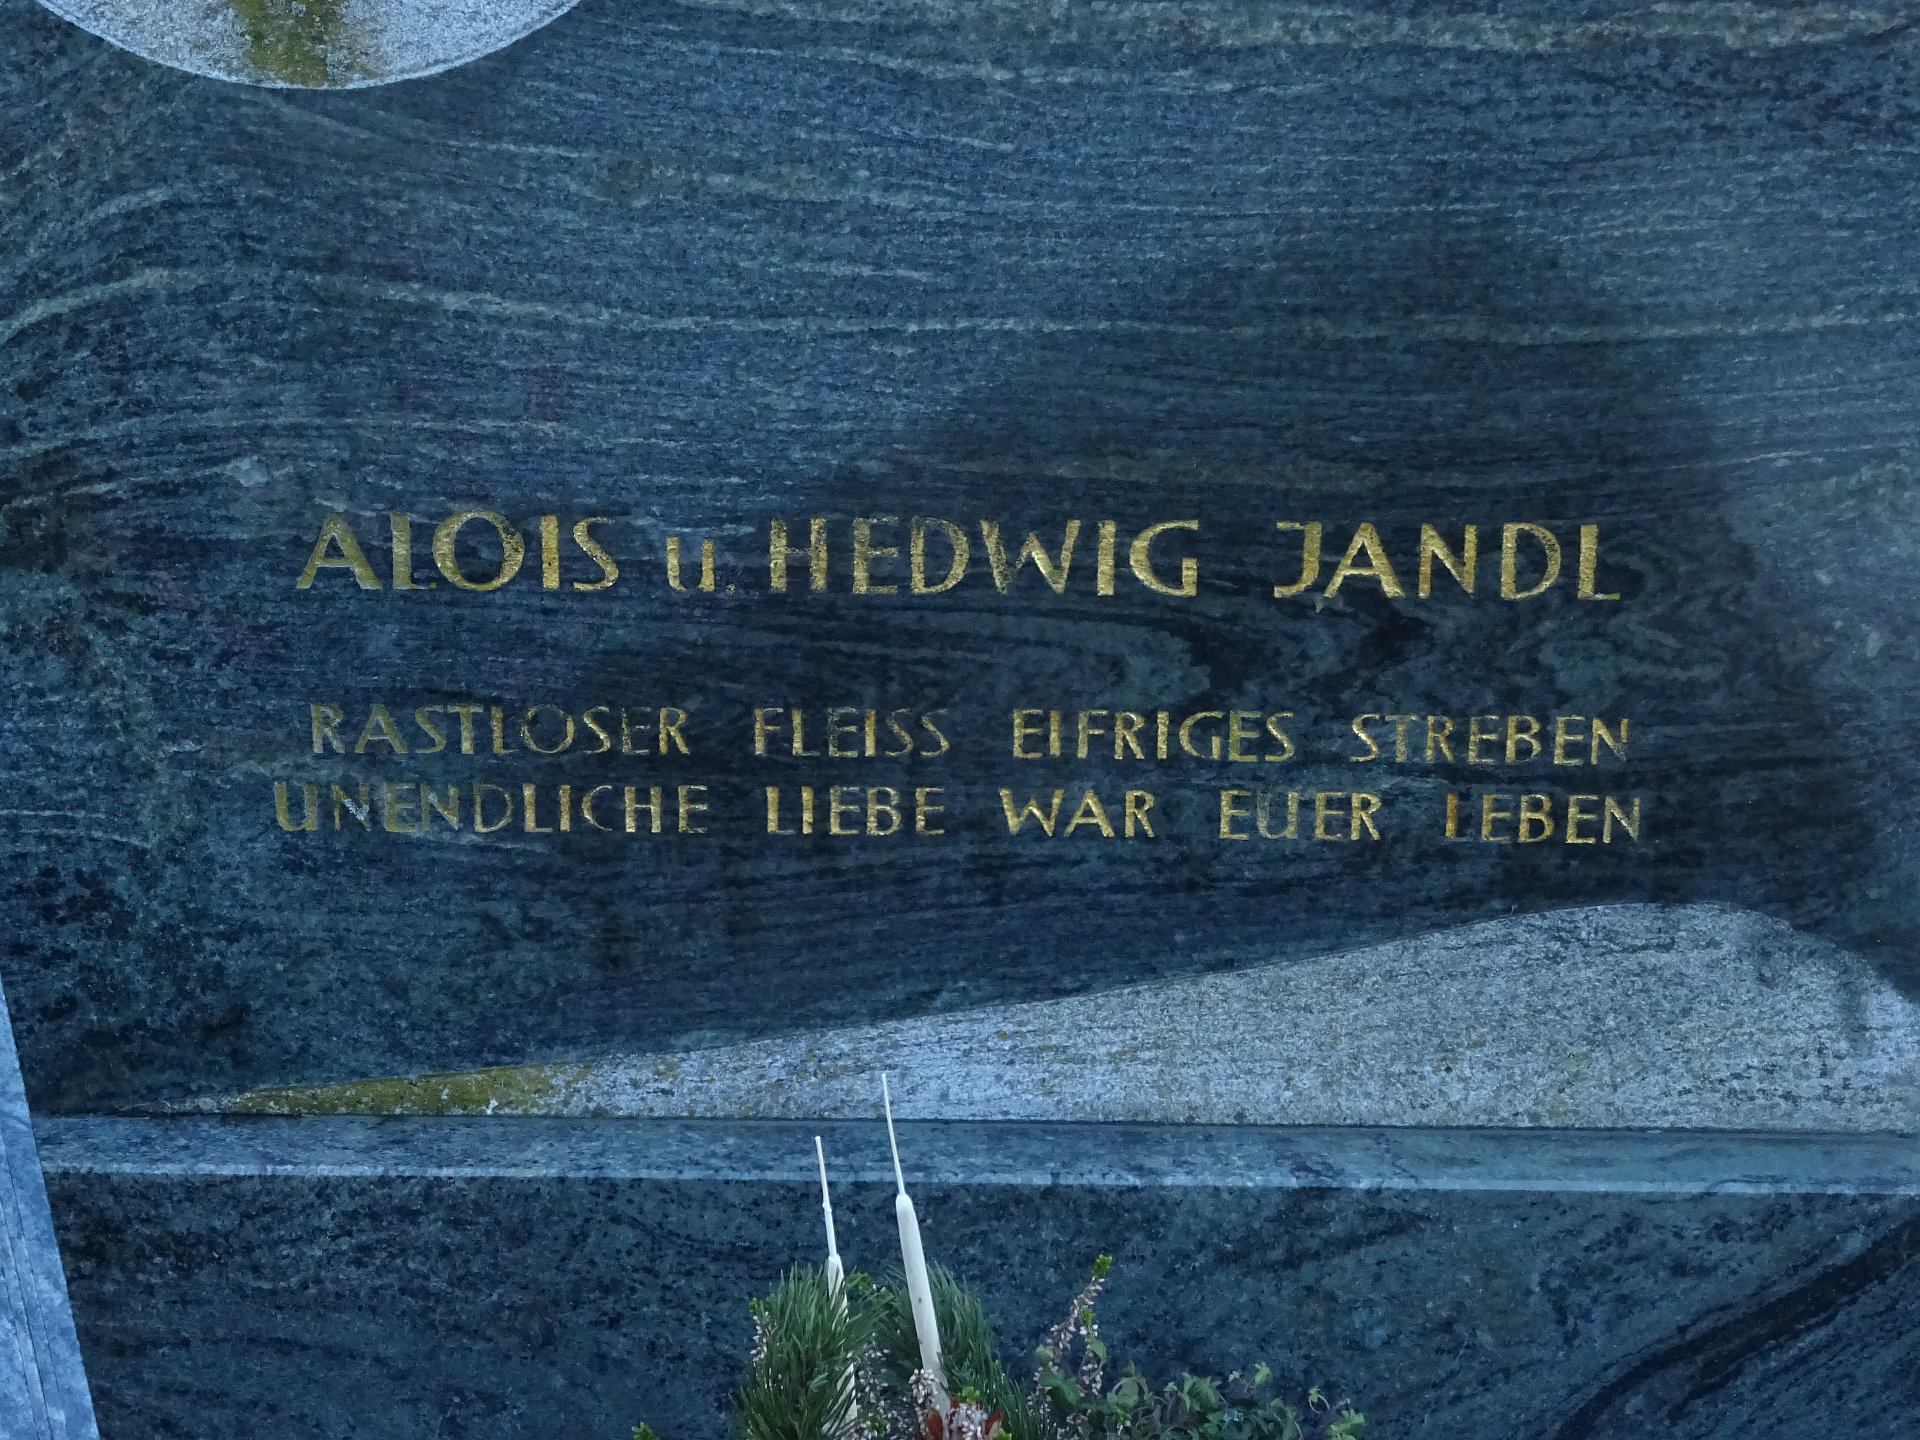 ALOIS u. HEDWIG JANDL
RASTLOSER FLEISS EIFRIGES STREBEN
UNENDLICHE LIEBE WAR EUER LEBEN